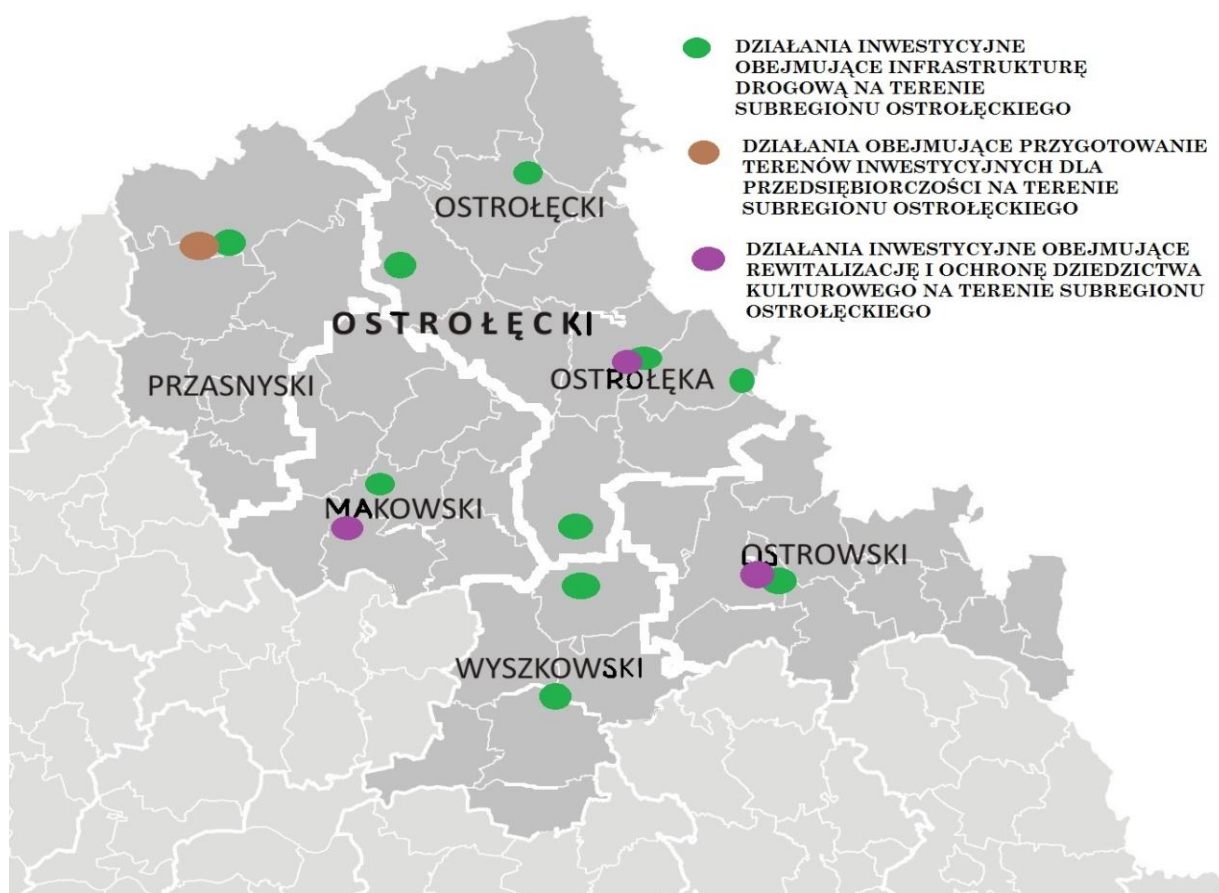 DZIAŁANIA INWESTYCYJNE
OBEJMUJĄCE INFRASTRUKTURĘ
DROGOWĄ NA TERENIE
SUBREGIONU OSTROŁĘCKIEGO
DZIAŁANIA OBEJMUJĄCE PRZYGOTOWANIE
TERENÓW INWESTYCYJNYCH DLA
PRZEDSIĘBIORCZOŚCI NA TERENIE
SUBREGIONU OSTROŁĘCKIEGO
DZIAŁANIA INWESTYCYJNE OBEJMUJĄCE
REWITALIZACJĘ I OCHRONĘ DZIEDZICTWA
KULTUROWEGO NA TERENIE SUBREGIONU
OSTROŁĘCKIEGO
OSTROŁĘCKI
OSTROŁĘCKI
PRZASNYSKI
OSTROŁĘKA
MAKOWSKI
OSTROWSKI
WYSZKOWSKI